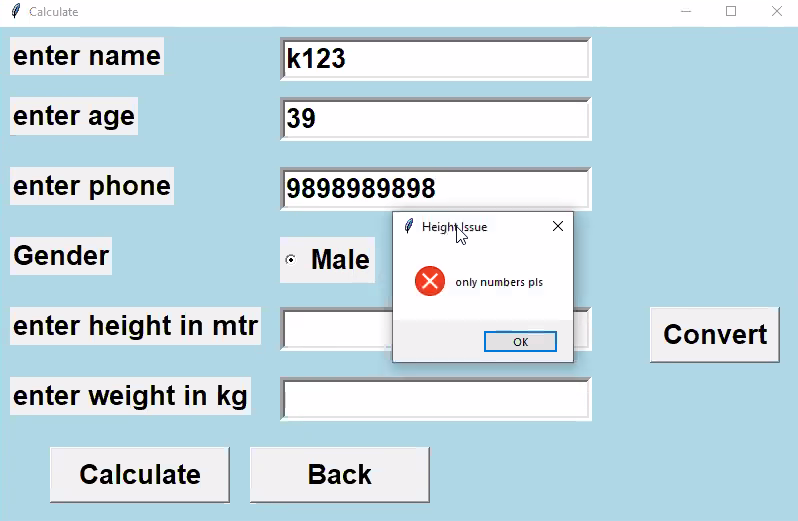 Calculate
enter name
k123
enter age
39
enter phone
9898989898
Height Issue
only numbers pls
OK
Gender
Male
enter height in mtr
Convert
enter weight in kg
Calculate
Back